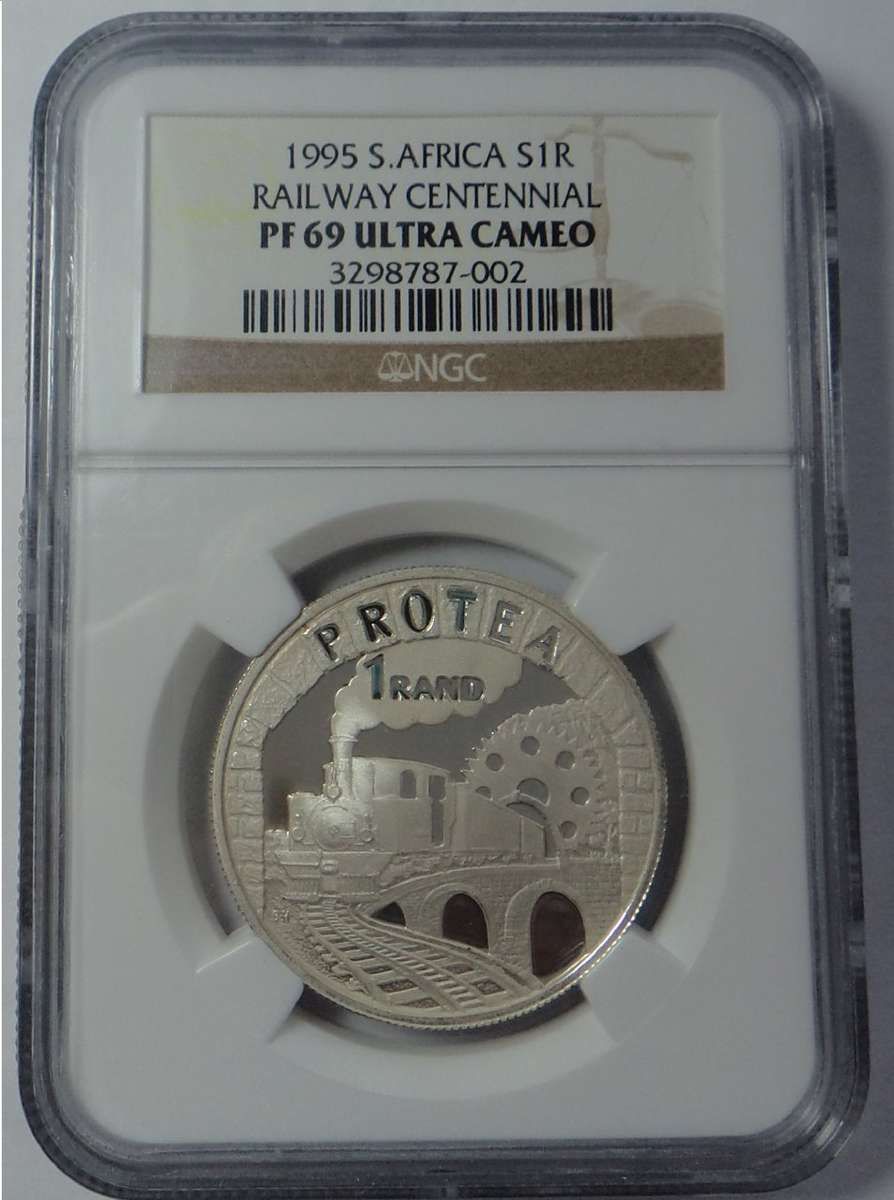 1995 S.AFRICA S1R
RAILWAY CENTENNIAL
PF 69 ULTRA CAMEO
3298787-002
NGC
PROTEA
1 RAND